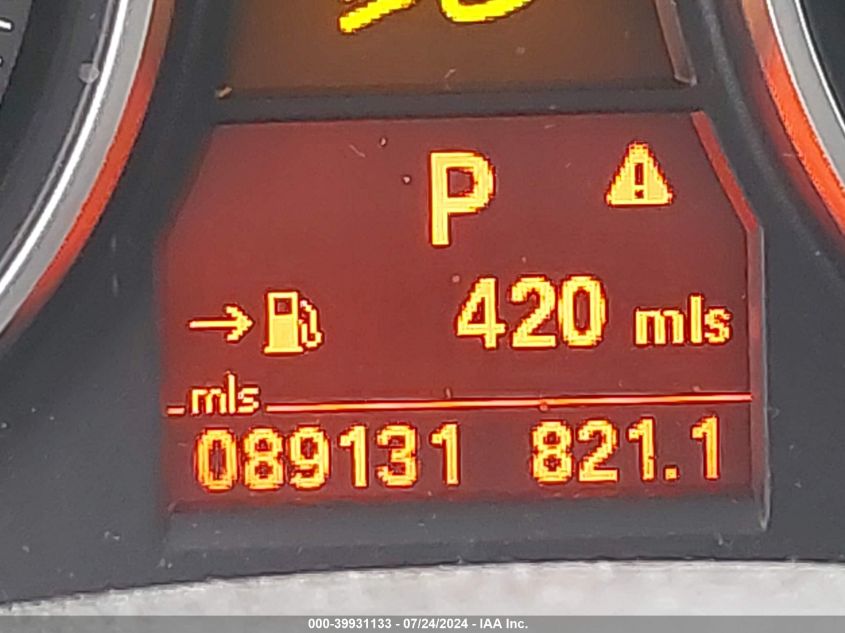 P
420 mls
mls
089131 821.1
000-39931133 - 07/24/2024 - IAA Inc.